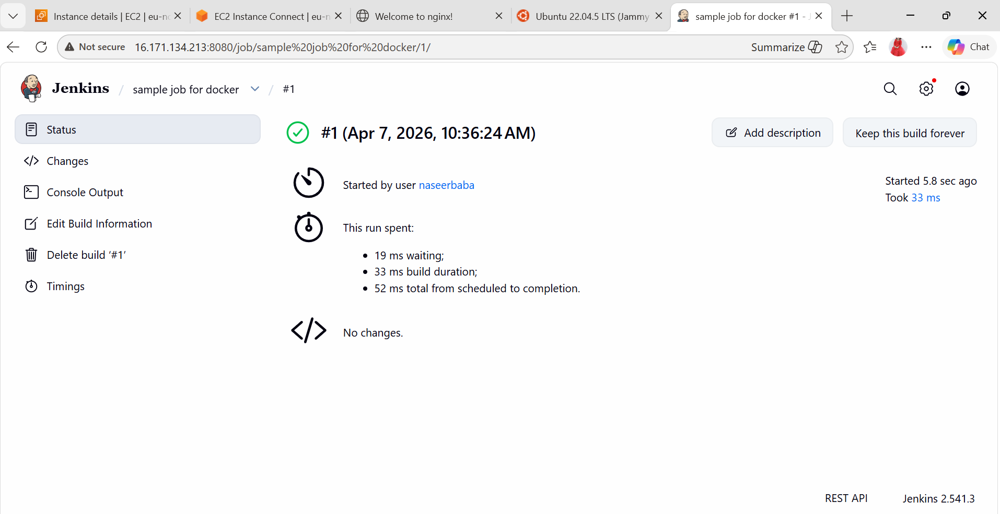 Instance details | EC2 | eu-no
EC2 Instance Connect | eu-n
Welcome to nginx!
Ubuntu 22.04.5 LTS (Jammy
sample job for docker #1 - J
Not secure 16.171.134.213:8080/job/sample%20job%20for%20docker/1/
Summarize
Chat
Jenkins / sample job for docker / #1
Status
Changes
Console Output
Edit Build Information
Delete build ‘#1’
Timings
#1 (Apr 7, 2026, 10:36:24 AM)
Add description
Keep this build forever
Started by user naseerbaba
Started 5.8 sec ago
Took 33 ms
This run spent:
• 19 ms waiting;
• 33 ms build duration;
• 52 ms total from scheduled to completion.
No changes.
REST API
Jenkins 2.541.3